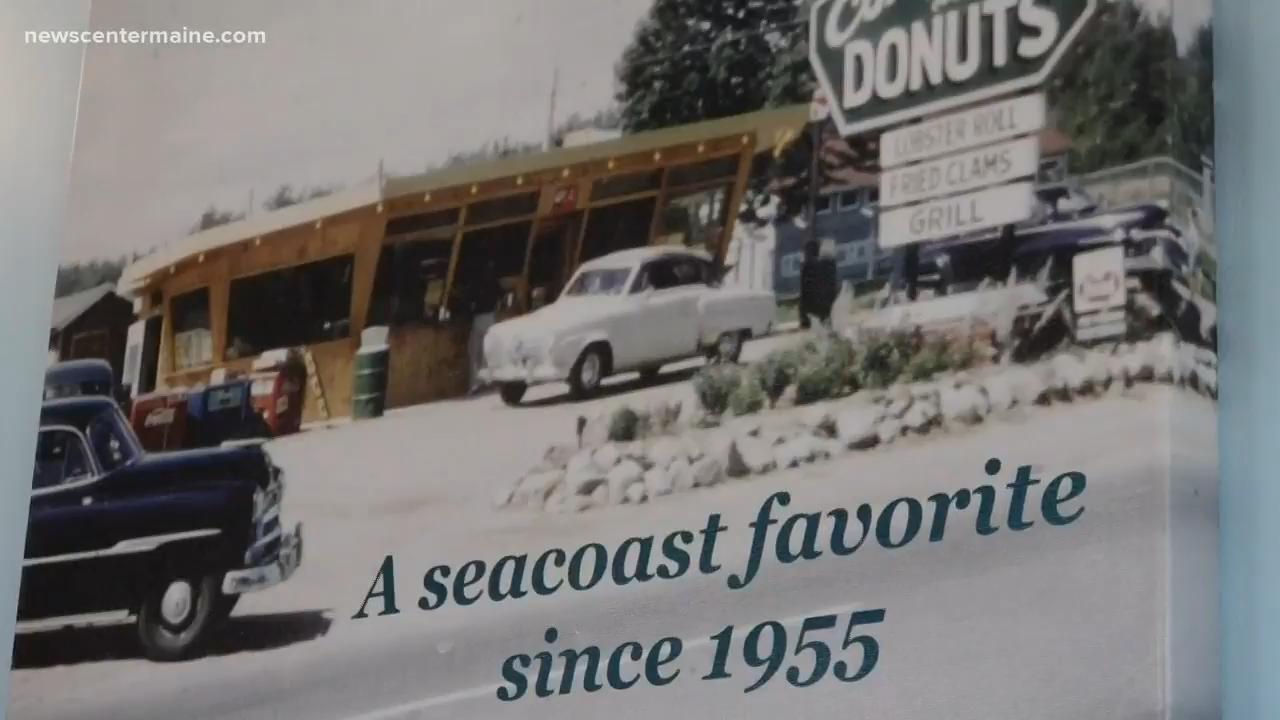 newscentermaine.com
DONUTS
LOBSTER ROLL
FRIED CLAMS
GRILL
A seacoast favorite
since 1955